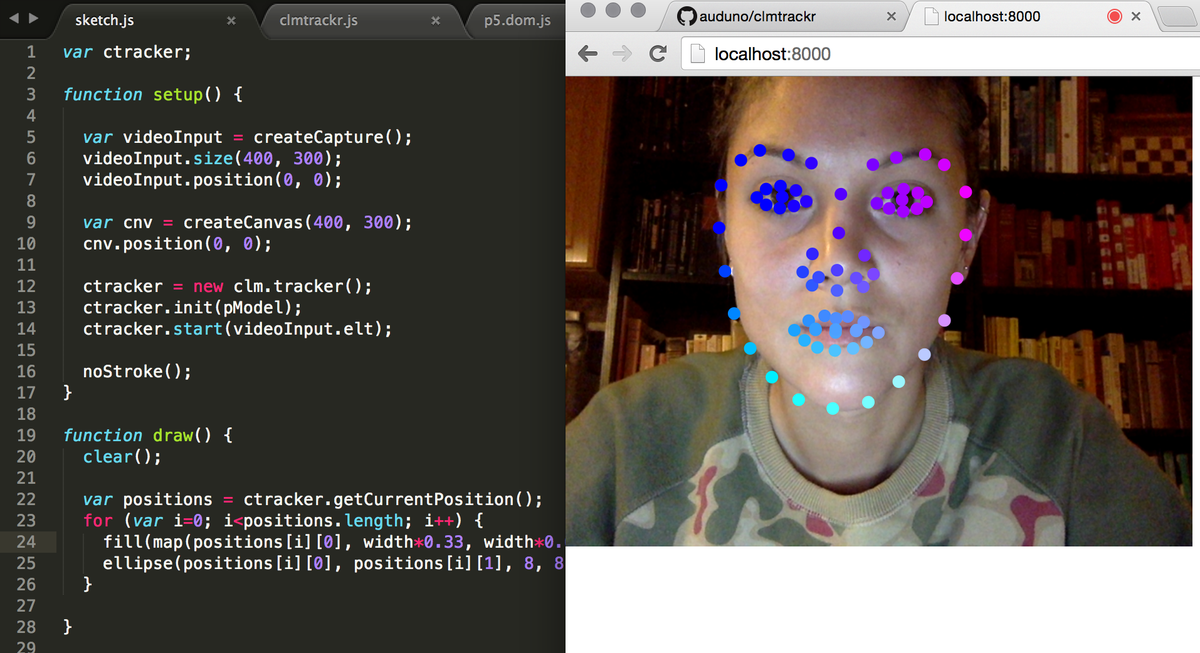 sketch.js × clmtrackr.js × p5.dom.js
1 var ctracker;
2
3 function setup() {
4
5 var videoInput = createCapture();
6 videoInput.size(400, 300);
7 videoInput.position(0, 0);
8
9 var cnv = createCanvas(400, 300);
10 cnv.position(0, 0);
11
12 ctracker = new clm.tracker();
13 ctracker.init(pModel);
14 ctracker.start(videoInput.elt);
15
16 noStroke();
17 }
18
19 function draw() {
20 clear();
21
22 var positions = ctracker.getCurrentPosition();
23 for (var i=0; i<positions.length; i++) {
24 fill(map(positions[i][0], width*0.33, width*0.
25 ellipse(positions[i][0], positions[i][1], 8, 8
26 }
27
28 }
29
auduno/clmtrackr × localhost:8000 ×
localhost:8000